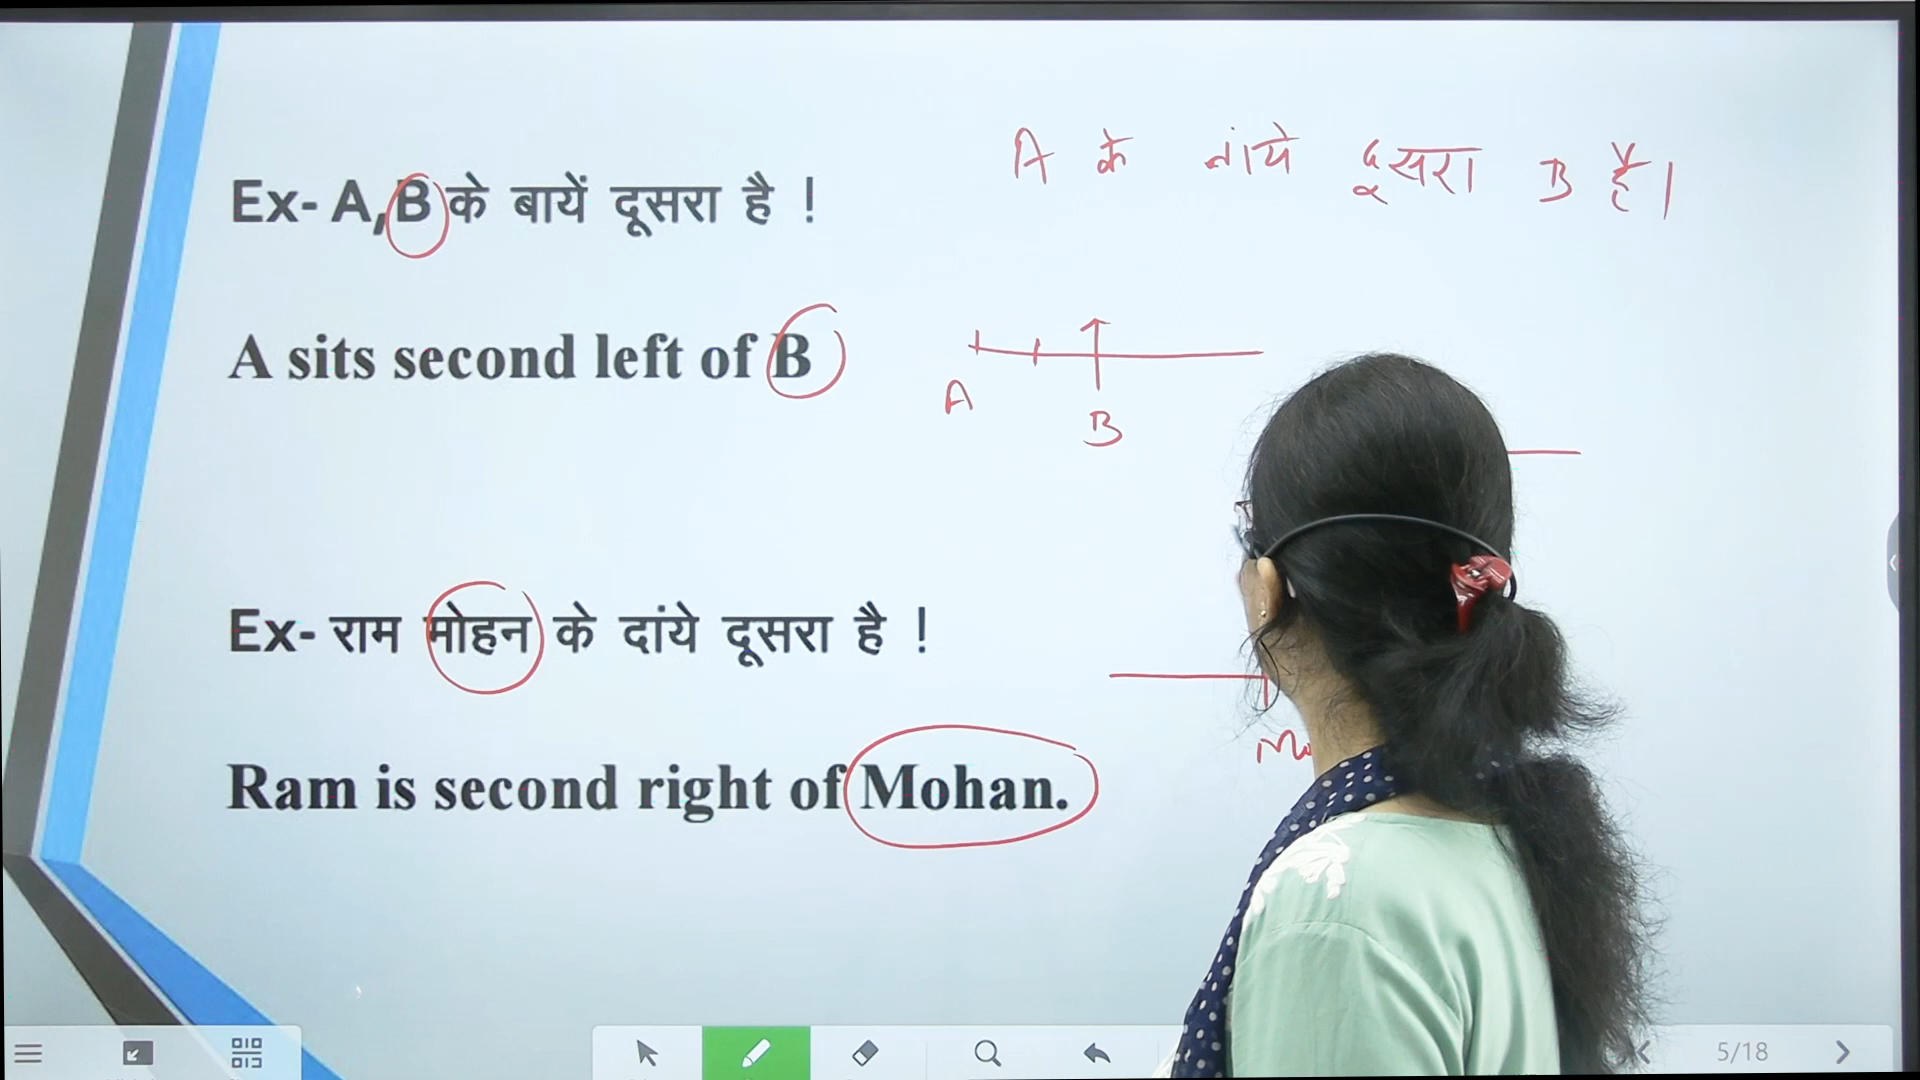 Ex- A,B के बायें दूसरा है !
A के दूसरा B है।
A sits second left of B
A
B
Ex- राम मोहन के दांये दूसरा है !
Ram is second right of Mohan.
5/18